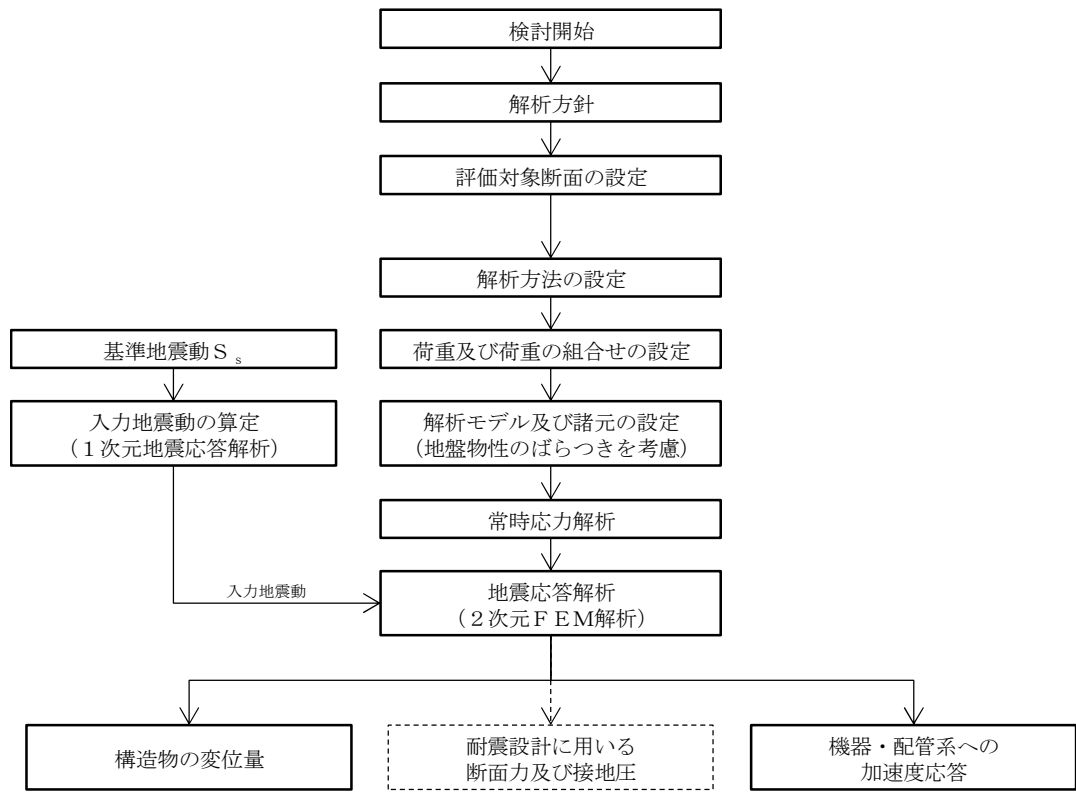 検討開始
解析方針
評価対象断面の設定
解析方法の設定
荷重及び荷重の組合せの設定
解析モデル及び諸元の設定
(地盤物性のばらつきを考慮)
常時応力解析
基準地震動Ss
入力地震動の算定
(1次元地震応答解析)
入力地震動
地震応答解析
(2次元FEM解析)
構造物の変位量
耐震設計に用いる
断面力及び接地圧
機器・配管系への
加速度応答